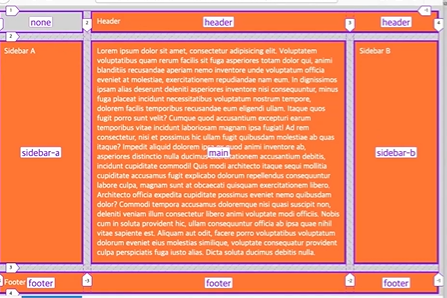 1
-1
none
2
Header
header
3
header
2
Sidebar A
Lorem ipsum dolor sit amet, consectetur adipisicing elit. Voluptatem
Sidebar B
voluptatibus quam rerum facilis sit fuga asperiores totam dolor qui, animi
blanditiis recusandae aperiam nemo inventore unde voluptatum officia
eveniet at molestiae, exercitationem repudiandae nam eum. In dignissimos
ipsam alias deserunt deleniti asperiores inventore nisi consequuntur, minus
fuga placeat incidunt necessitatibus voluptatum nostrum tempore,
dolorem facilis temporibus recusandae eum eligendi ullam. Itaque quos
fugit porro sunt velit? Cumque quod accusantium excepturi earum
temporibus vitae incidunt laboriosam magnam ipsa fugiat! Ad rem
consectetur, nisi et possimus hic ullam fugit quibusdam molestiae ab quas
itaque? Impedit aliquid dolorem ipsa quod animi inventore ab,
sidebar-a
asperiores distinctio nulla ducimus
main
exercitationem accusantium debitis,
sidebar-b
incidunt cupiditate commodi! Quis modi architecto itaque sequi mollitia
cupiditate accusamus fugit explicabo dolorum repellendus consequuntur
labore culpa, magnam sunt at obcaecati quisquam exercitationem libero.
Architecto officia expedita cupiditate possimus eveniet nemo quibusdam
dolor? Commodi tempora accusamus doloremque nisi quasi suscipit non,
deleniti veniam illum consectetur libero animi voluptate modi officiis. Nobis
cum in soluta provident hic, ullam consequuntur officia ab ipsa quae nihil
vitae sapiente est. Aliquam aut odit, facere porro voluptatibus voluptatum
dolorum eveniet eius molestias similique, voluptate consequatur provident
culpa perspiciatis fuga iusto alias. Dicta soluta ducimus debitis nulla.
3
Footer
footer
-3
footer
-2
footer
-1
4